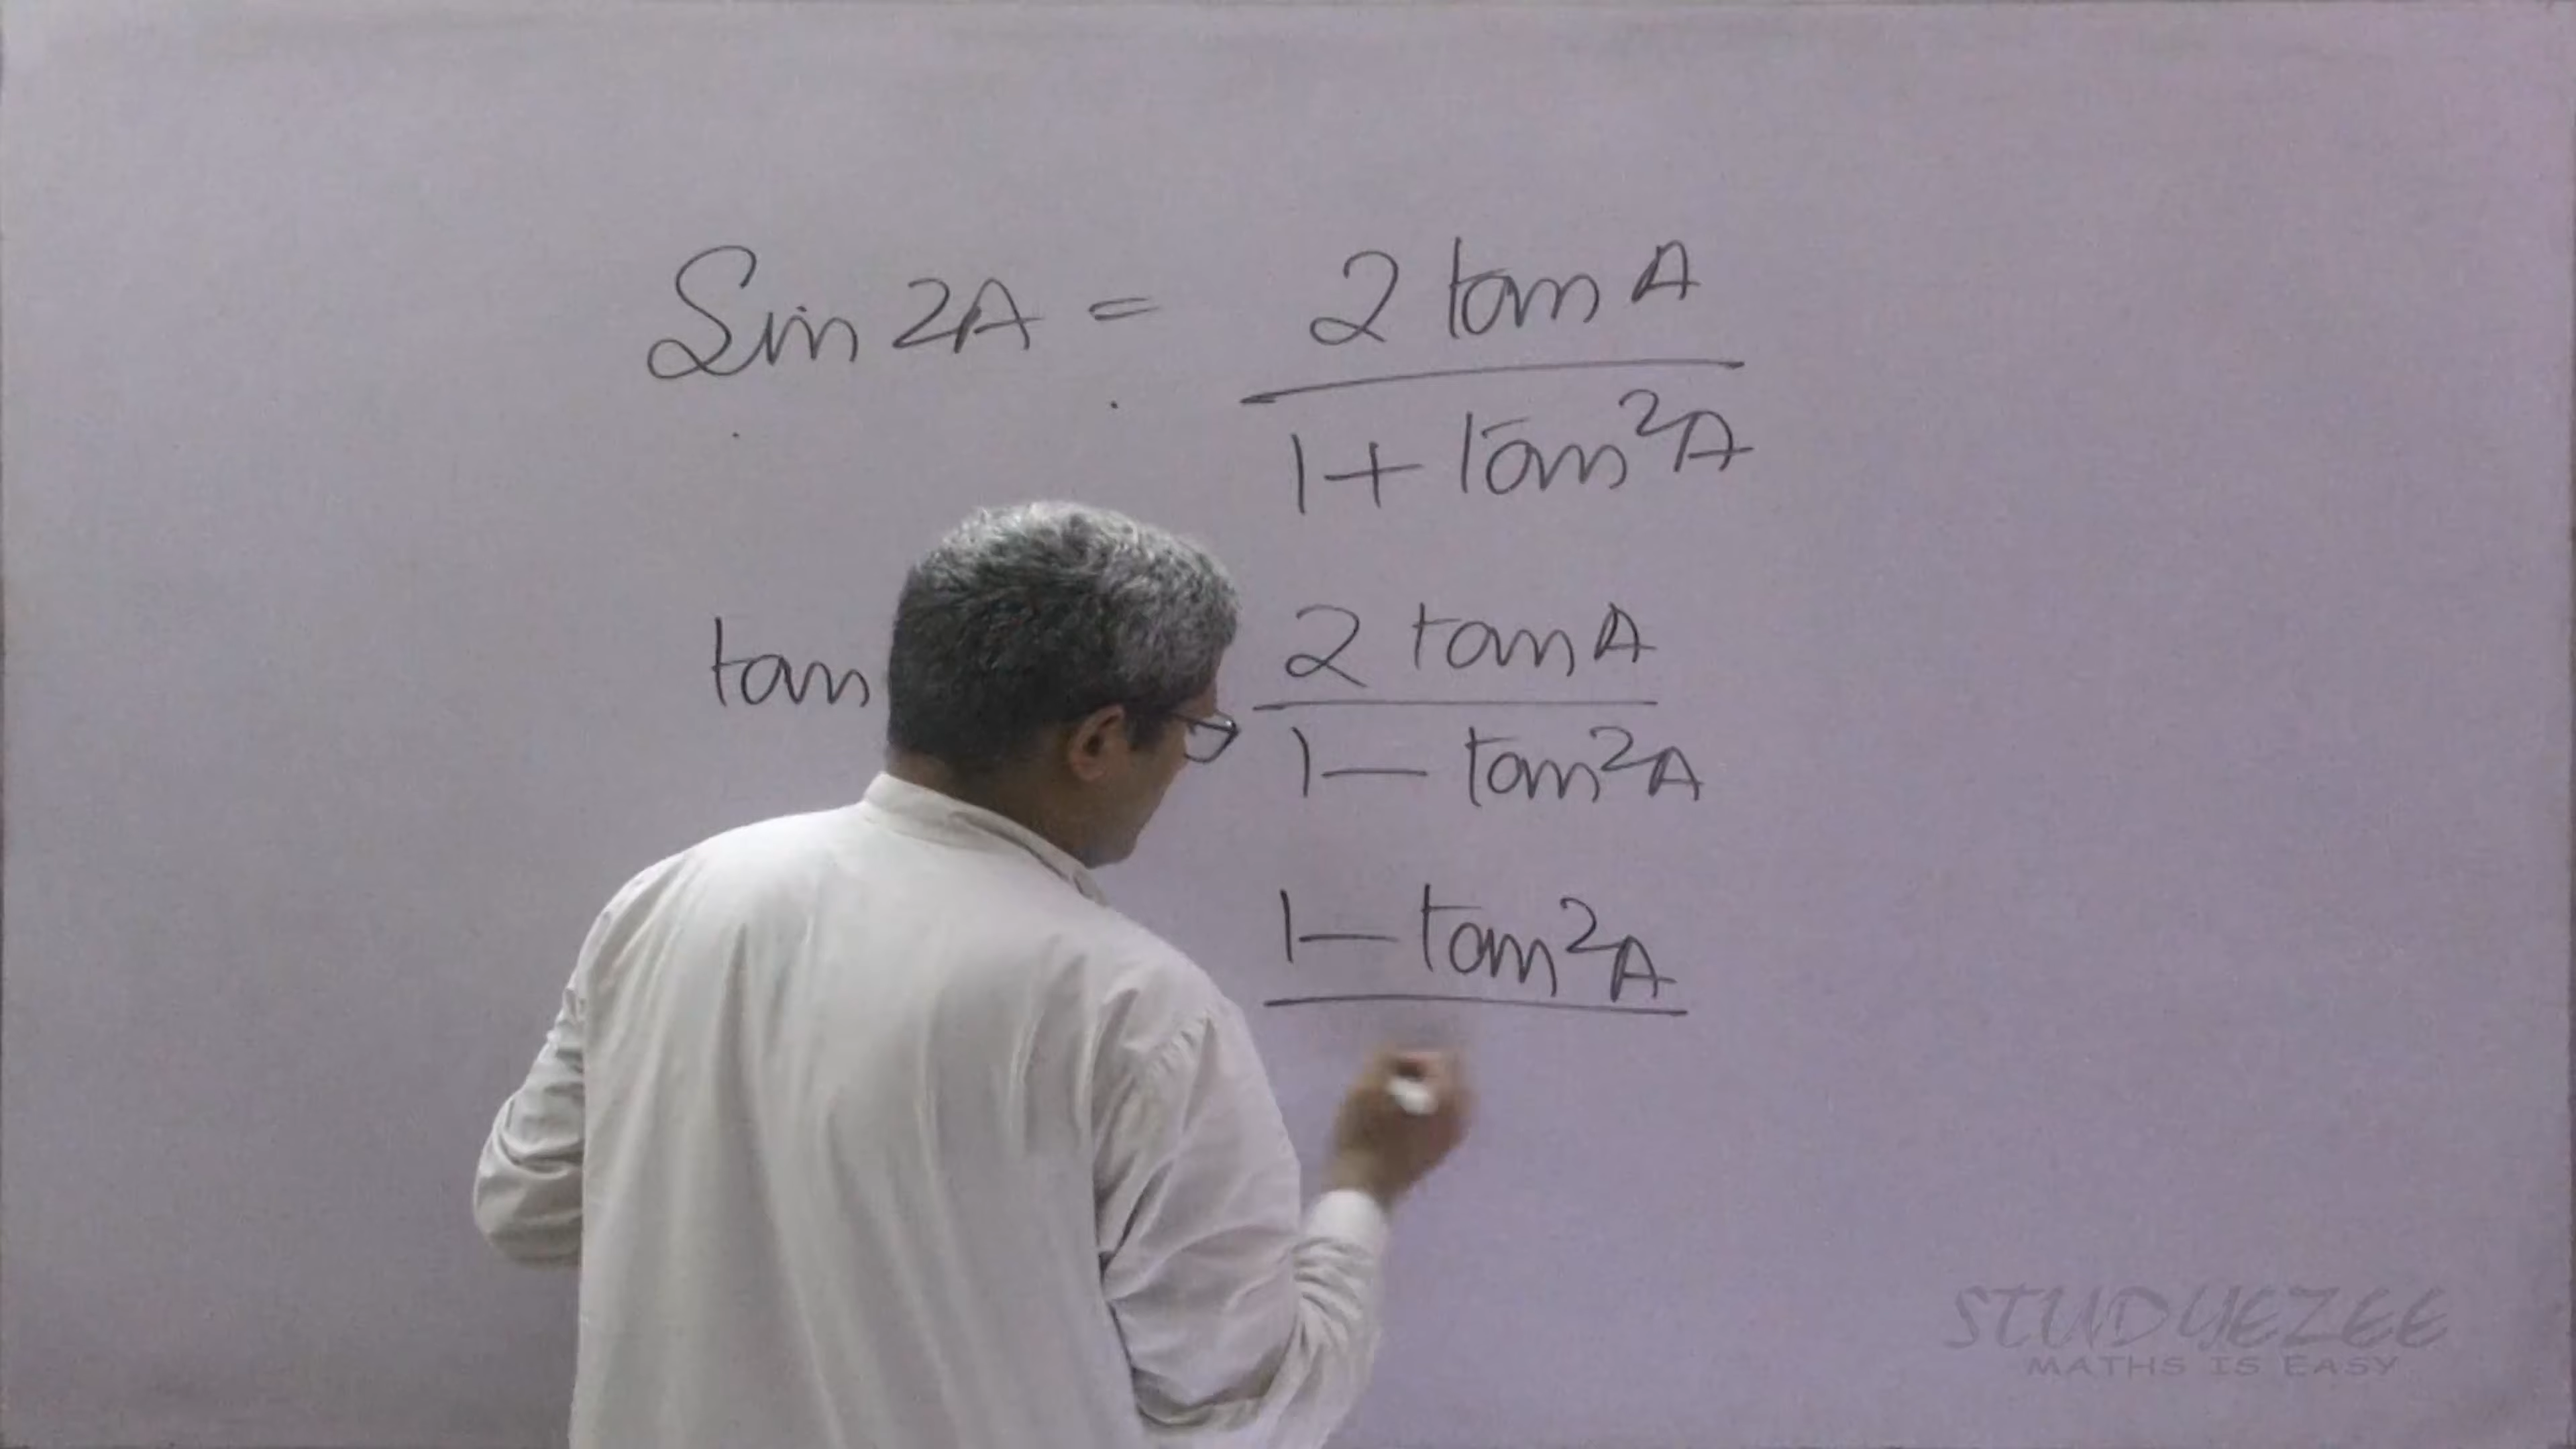 Sin 2A = 2 tan A
1 + tan²A
tan 2 tan A
1 - tan²A
1 - tan²A
STUDYEZEE
MATHS IS EASY